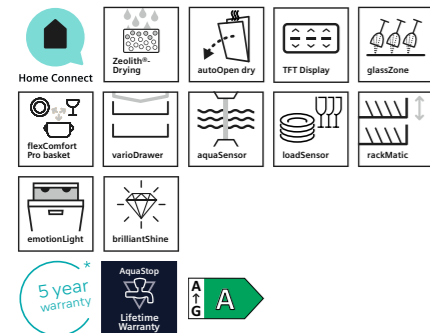 Home Connect
Zeolith®-
Drying
autoOpen dry
TFT Display
glassZone
flexComfort
Pro basket
varioDrawer
aquaSensor
loadSensor
rackMatic
emotionLight
brilliantShine
5 year *
warranty
AquaStop
Lifetime
Warranty
A
↑
G
A